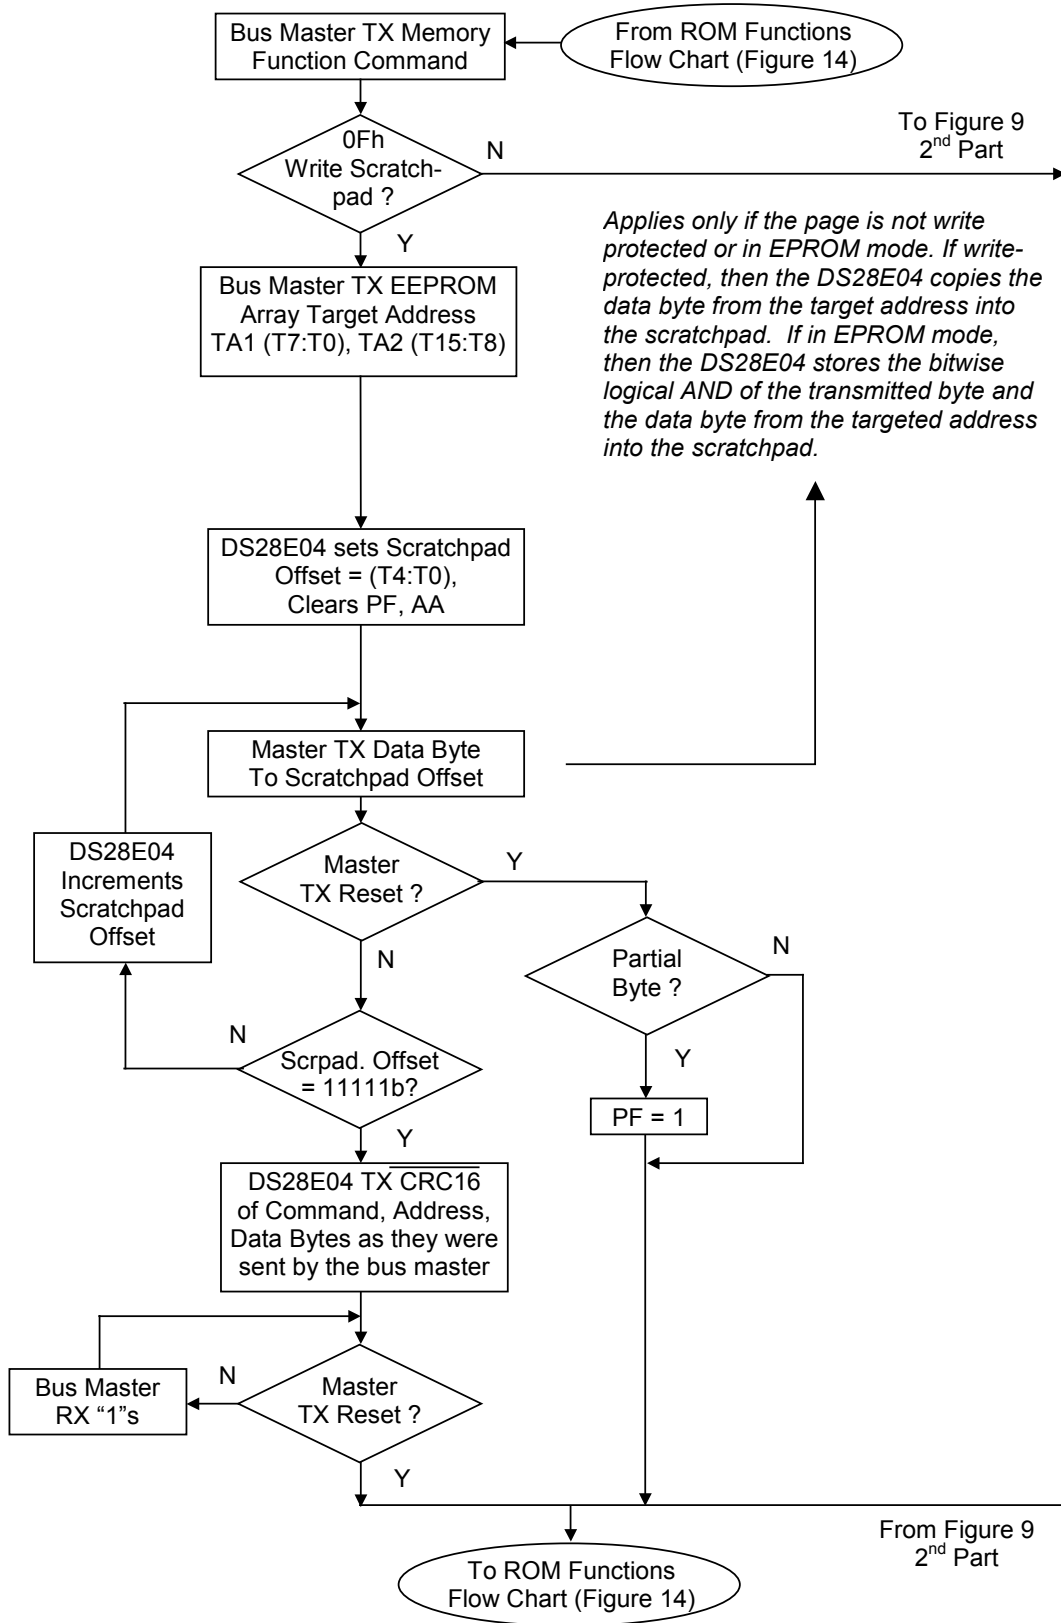 Bus Master TX Memory
Function Command
From ROM Functions
Flow Chart (Figure 14)
To Figure 9
2nd Part
0Fh
Write Scratch-
pad ?
N
Y
Applies only if the page is not write
protected or in EPROM mode. If write-
protected, then the DS28E04 copies the
data byte from the target address into
the scratchpad. If in EPROM mode,
then the DS28E04 stores the bitwise
logical AND of the transmitted byte and
the data byte from the targeted address
into the scratchpad.
Bus Master TX EEPROM
Array Target Address
TA1 (T7:T0), TA2 (T15:T8)
DS28E04 sets Scratchpad
Offset = (T4:T0),
Clears PF, AA
Master TX Data Byte
To Scratchpad Offset
DS28E04
Increments
Scratchpad
Offset
Master
TX Reset ?
Y
N
Partial
Byte ?
N
Y
PF = 1
N
Scrpad. Offset
= 11111b?
Y
DS28E04 TX CRC16
of Command, Address,
Data Bytes as they were
sent by the bus master
Bus Master
RX “1”s
N
Master
TX Reset ?
Y
From Figure 9
2nd Part
To ROM Functions
Flow Chart (Figure 14)